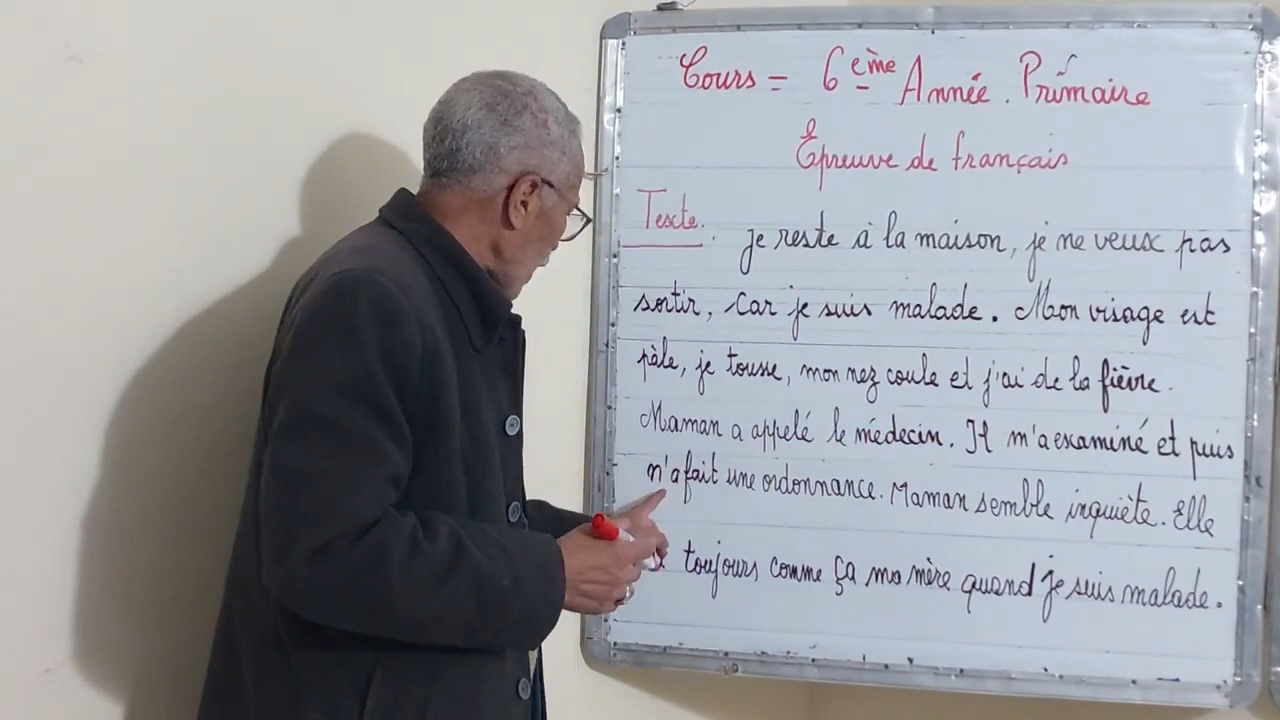 Cours = 6ème Année. Primaire
Épreuve de français
Texte. je reste à la maison, je ne veux pas
sortir, car je suis malade. Mon visage est
pâle, je tousse, mon nez coule et j'ai de la fièvre.
Maman a appelé le médecin. Il m'a examiné et puis
n'a fait une ordonnance. Maman semble inquiète. Elle
toujours comme ça ma mère quand je suis malade.